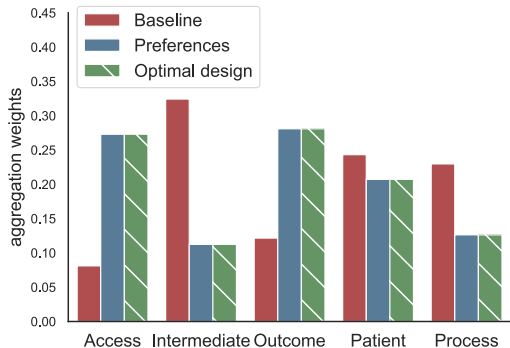 0.45
0.40
0.35
0.30
0.25
0.20
0.15
0.10
0.05
0.00
aggregation weights
Baseline
Preferences
Optimal design
Access Intermediate Outcome Patient Process